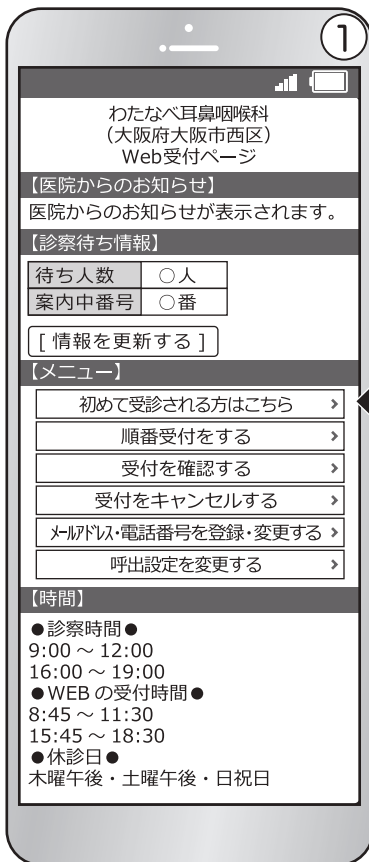 ①
わたなべ耳鼻咽喉科
(大阪府大阪市西区)
Web受付ページ
【医院からのお知らせ】
医院からのお知らせが表示されます。
【診察待ち情報】
待ち人数 ○人
案内中番号 ○番
[ 情報を更新する ]
【メニュー】
初めて受診される方はこちら ›
順番受付をする ›
受付を確認する ›
受付をキャンセルする ›
メールアドレス・電話番号を登録・変更する ›
呼出設定を変更する ›
【時間】
●診察時間●
9:00 ～ 12:00
16:00 ～ 19:00
●WEB の受付時間●
8:45 ～ 11:30
15:45 ～ 18:30
●休診日●
木曜午後・土曜午後・日祝日